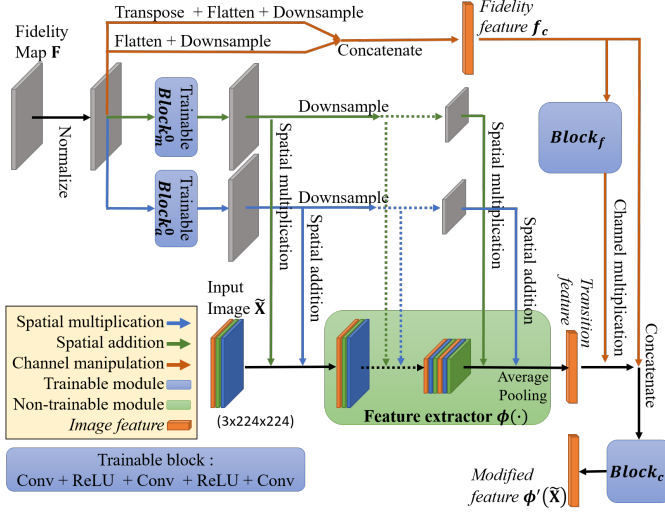 Fidelity
Map F
Transpose + Flatten + Downsample
Flatten + Downsample
Concatenate
Fidelity
feature f_c
Normalize
Trainable
Block_m^0
Downsample
Spatial multiplication
Spatial multiplication
Block_f
Trainable
Block_a^0
Downsample
Spatial addition
Spatial addition
Channel multiplication
Transition
feature
Concatenate
Input
Image X̃
(3x224x224)
Average
Pooling
Feature extractor ϕ(·)
Spatial multiplication
Spatial addition
Channel manipulation
Trainable module
Non-trainable module
Image feature
Trainable block :
Conv + ReLU + Conv + ReLU + Conv
Modified
feature ϕ′(X̃)
Block_c